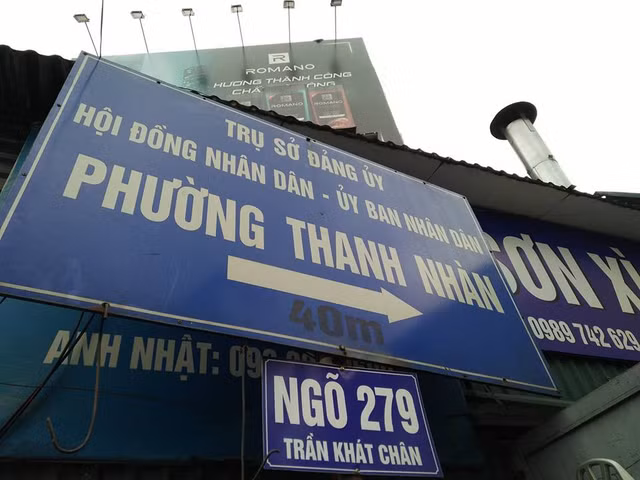 ROMANO
HƯƠNG THÀNH CÔNG
TRỤ SỞ ĐẢNG ỦY
HỘI ĐỒNG NHÂN DÂN - ỦY BAN NHÂN DÂN
PHƯỜNG THANH NHÀN
40m
SƠN XÌ
0989 742 629
ANH NHẬT:
NGÕ 279
TRẦN KHÁT CHÂN